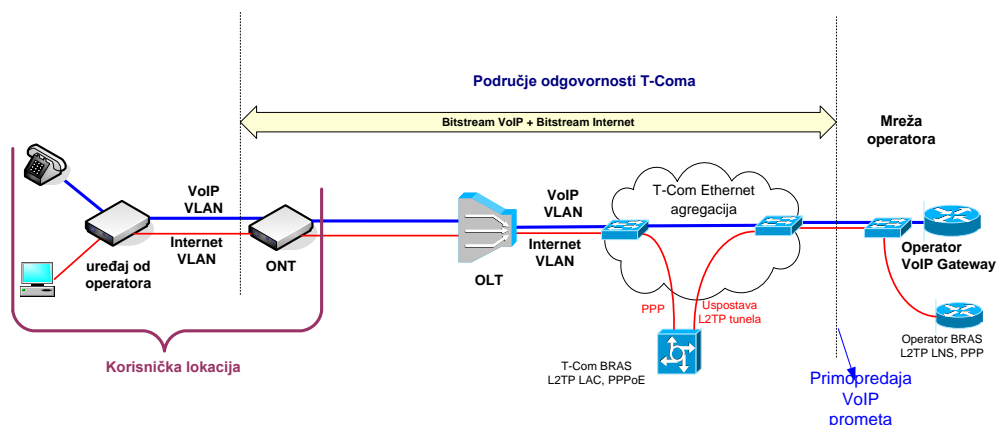 Područje odgovornosti T-Coma
Bitstream VoIP + Bitstream Internet
Mreža
operatora
VoIP
VLAN
Internet
VLAN
uređaj od
operatora
ONT
OLT
VoIP
VLAN
Internet
VLAN
T-Com Ethernet
agregacija
Operator
VoIP Gateway
PPP
Uspostava
L2TP tunela
T-Com BRAS
L2TP LAC, PPPoE
Operator BRAS
L2TP LNS, PPP
Korisnička lokacija
Primopredaja
VoIP
prometa